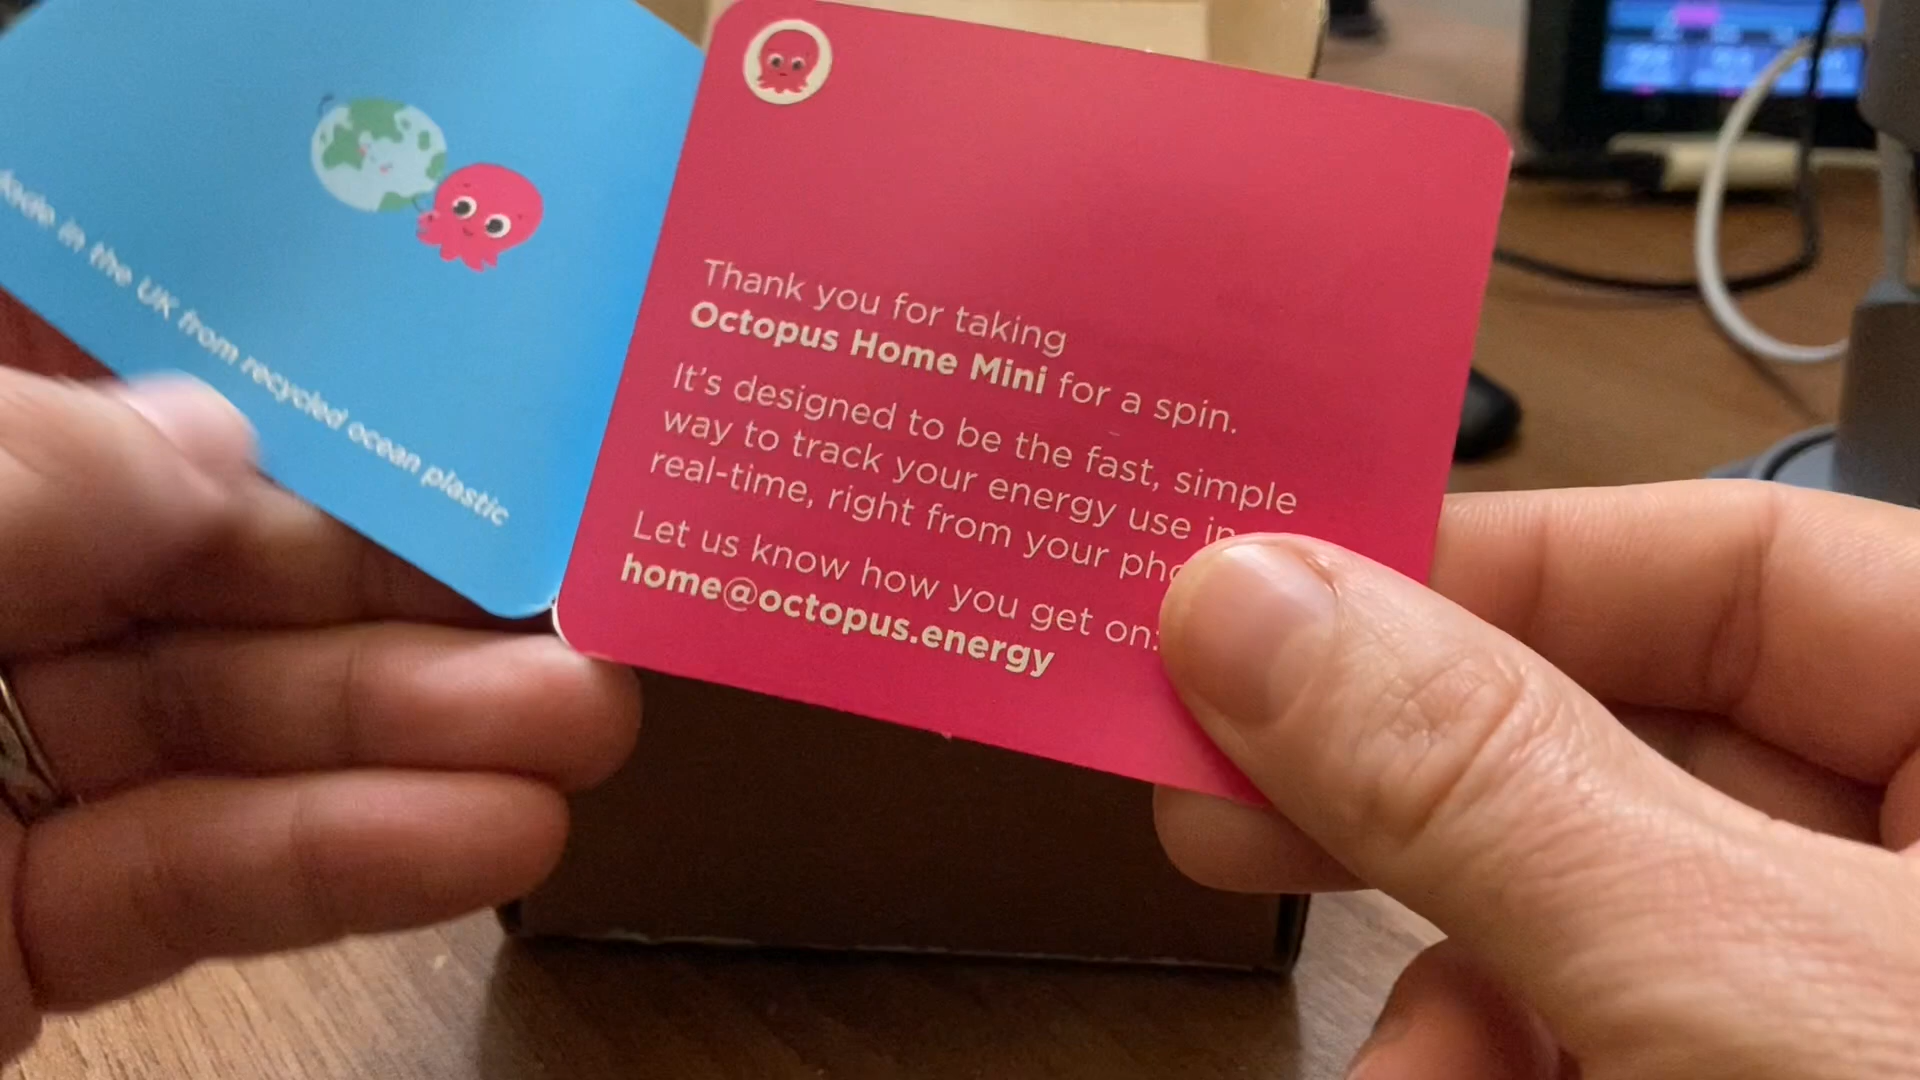 in the UK from recycled ocean plastic
Thank you for taking
Octopus Home Mini for a spin.
It's designed to be the fast, simple
way to track your energy use in
real-time, right from your pho
Let us know how you get on:
home@octopus.energy